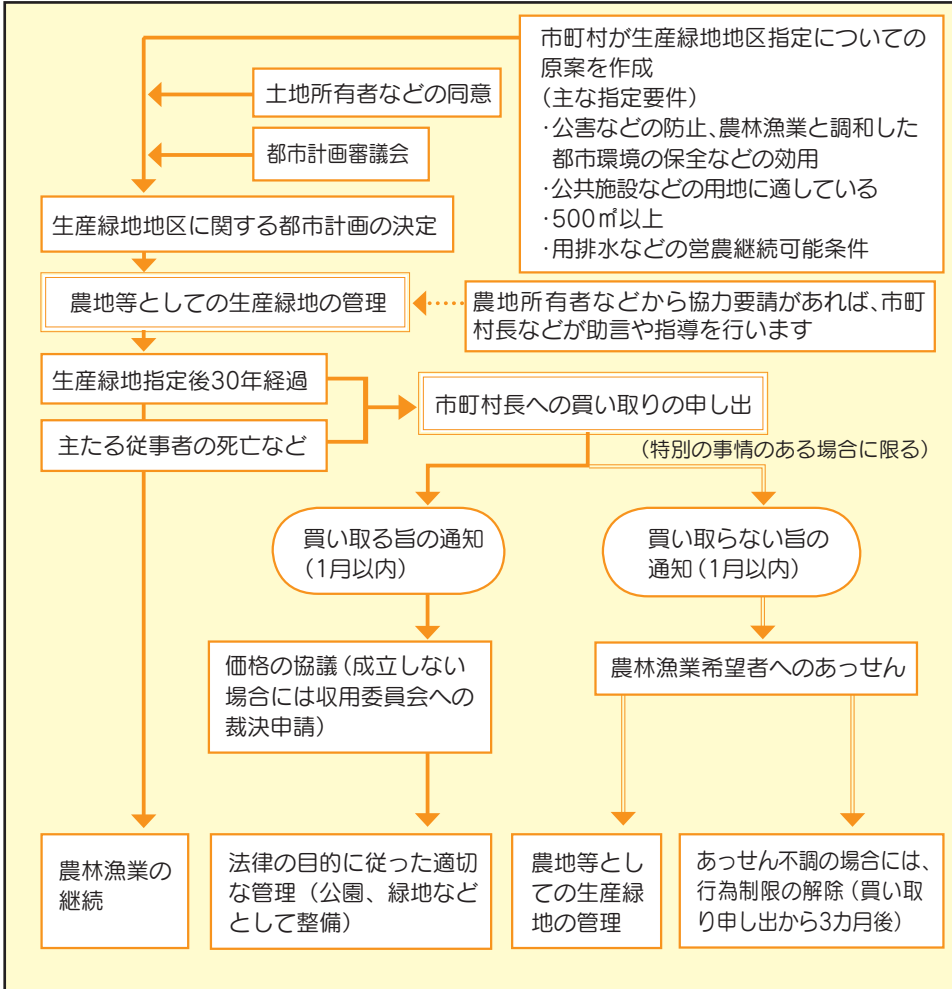 市町村が生産緑地地区指定についての
原案を作成
（主な指定要件）
・公害などの防止、農林漁業と調和した
都市環境の保全などの効用
・公共施設などの用地に適している
・500㎡以上
・用排水などの営農継続可能条件
土地所有者などの同意
都市計画審議会
生産緑地地区に関する都市計画の決定
農地等としての生産緑地の管理
農地所有者などから協力要請があれば、市町
村長などが助言や指導を行います
生産緑地指定後30年経過
主たる従事者の死亡など
市町村長への買い取りの申し出
（特別の事情のある場合に限る）
買い取る旨の通知
（1月以内）
買い取らない旨の
通知（1月以内）
価格の協議（成立しない
場合には収用委員会への
裁決申請）
農林漁業希望者へのあっせん
農林漁業の
継続
法律の目的に従った適切
な管理（公園、緑地など
として整備）
農地等とし
ての生産緑
地の管理
あっせん不調の場合には、
行為制限の解除（買い取
り申し出から3カ月後）